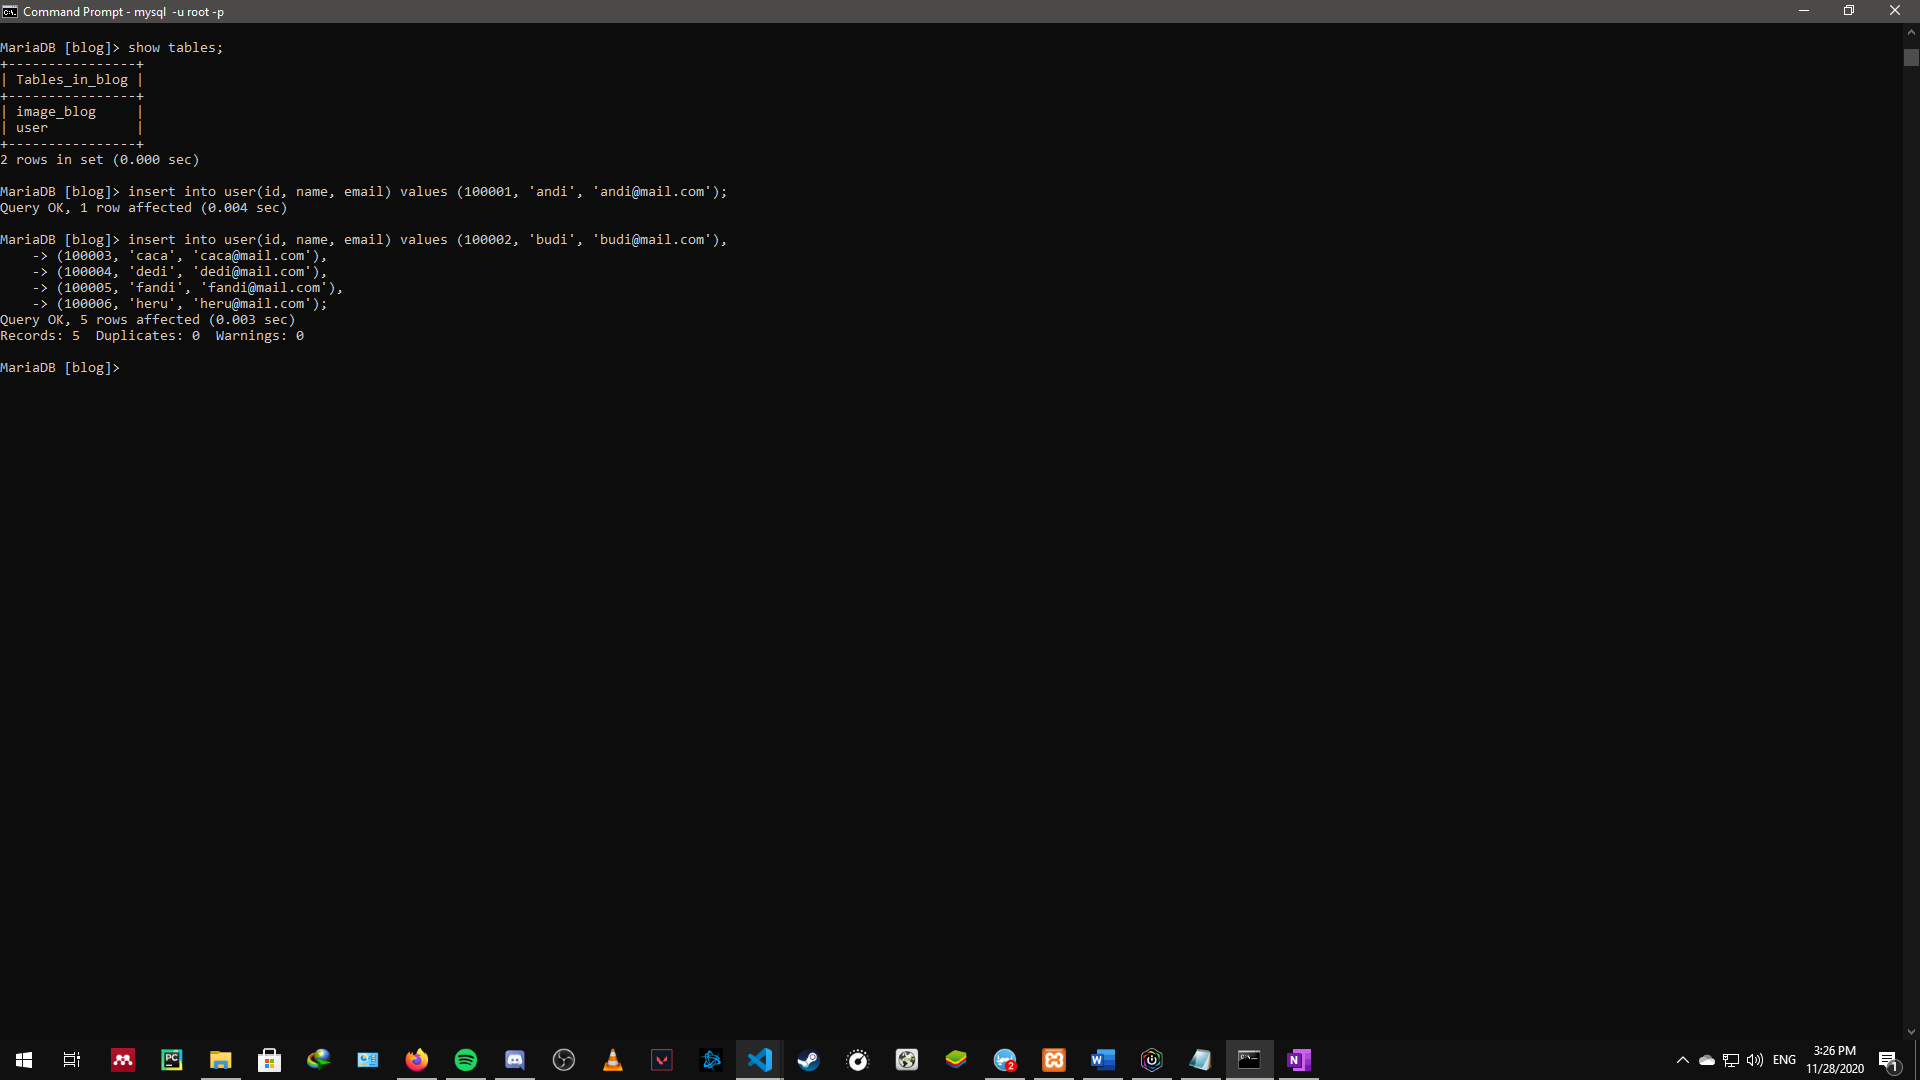 Command Prompt - mysql  -u root -p
MariaDB [blog]> show tables;
+----------------+
| Tables_in_blog |
+----------------+
| image_blog     |
| user           |
+----------------+
2 rows in set (0.000 sec)
MariaDB [blog]> insert into user(id, name, email) values (100001, 'andi', 'andi@mail.com');
Query OK, 1 row affected (0.004 sec)
MariaDB [blog]> insert into user(id, name, email) values (100002, 'budi', 'budi@mail.com'),
    -> (100003, 'caca', 'caca@mail.com'),
    -> (100004, 'dedi', 'dedi@mail.com'),
    -> (100005, 'fandi', 'fandi@mail.com'),
    -> (100006, 'heru', 'heru@mail.com');
Query OK, 5 rows affected (0.003 sec)
Records: 5  Duplicates: 0  Warnings: 0
MariaDB [blog]>
PC
2
W
N
ENG
3:26 PM
11/28/2020
1